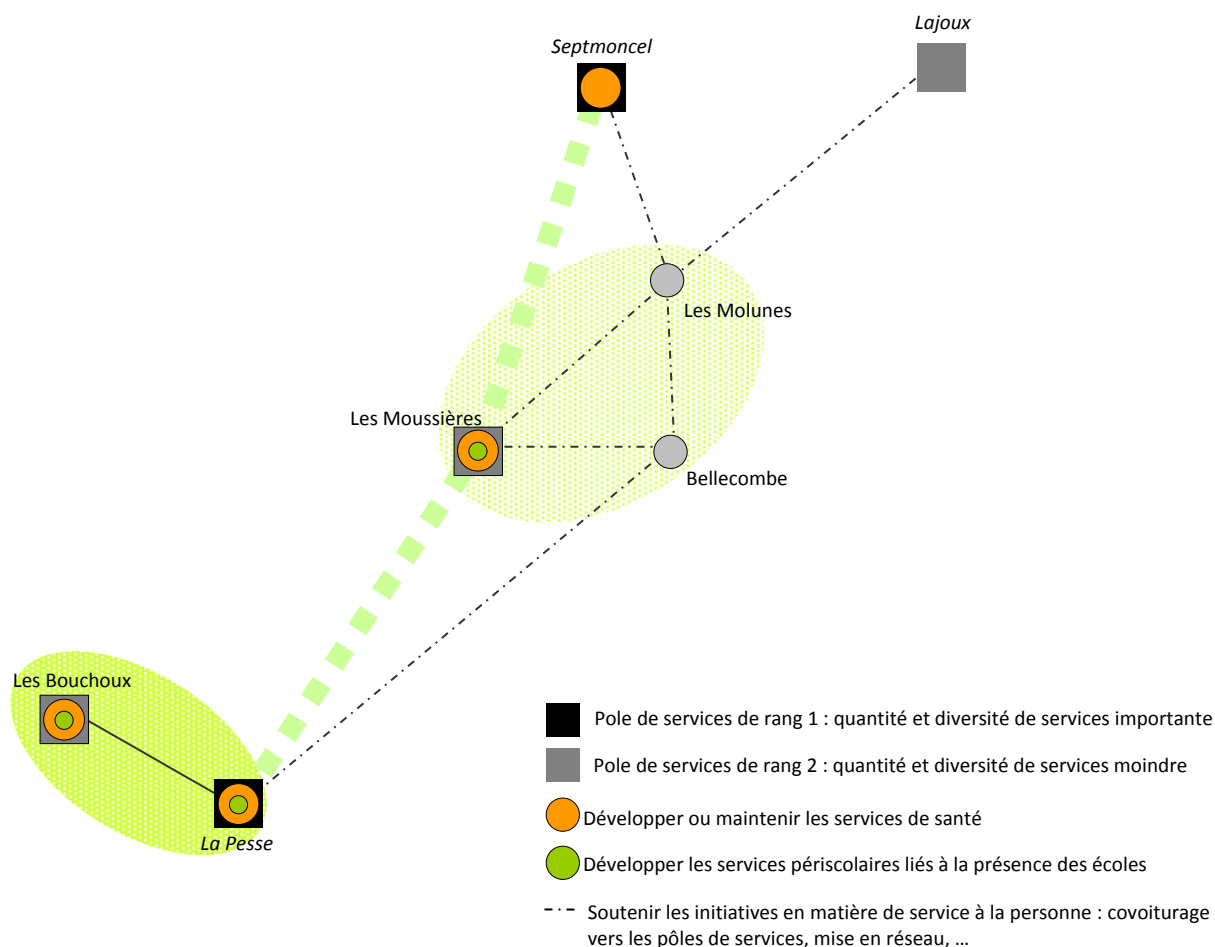 Lajoux
Septmoncel
Les Molunes
Les Moussières
Bellecombe
Les Bouchoux
La Pesse
Pole de services de rang 1 : quantité et diversité de services importante
Pole de services de rang 2 : quantité et diversité de services moindre
Développer ou maintenir les services de santé
Développer les services périscolaires liés à la présence des écoles
Soutenir les initiatives en matière de service à la personne : covoiturage
vers les pôles de services, mise en réseau, ...